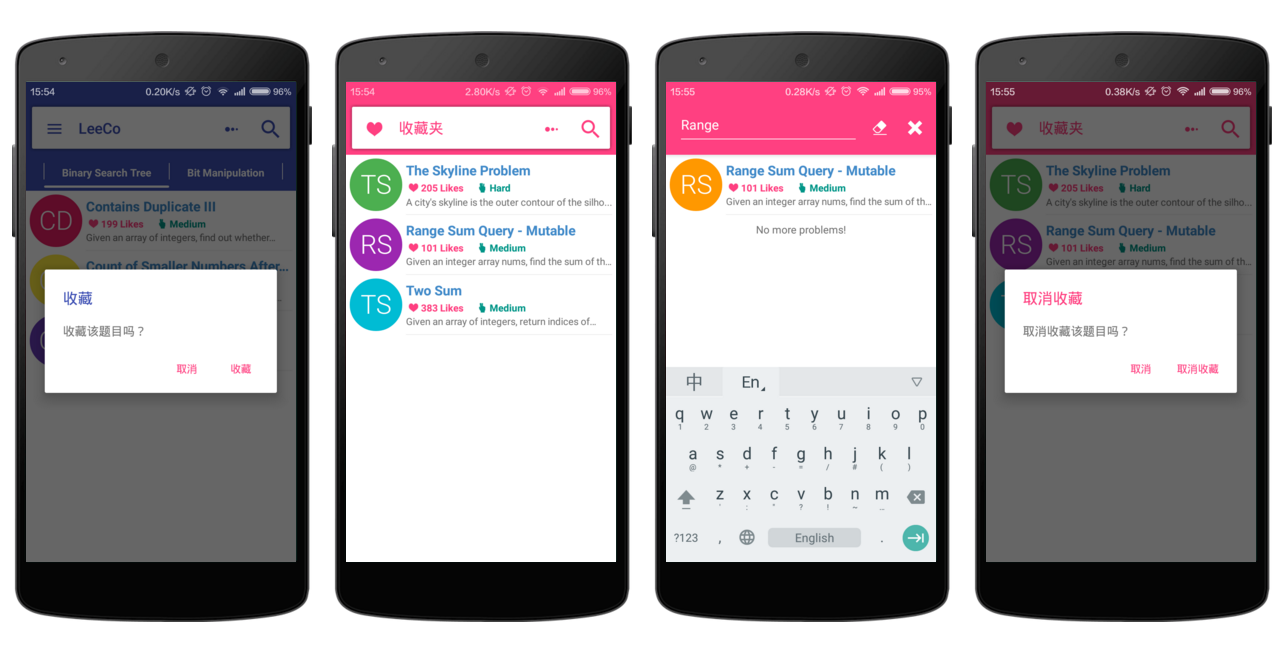 15:54 0.20K/s 96%
LeeCo
Binary Search Tree Bit Manipulation
CD Contains Duplicate III
199 Likes Medium
Given an array of integers, find out whether...
Count of Smaller Numbers After...
收藏
收藏该题目吗？
取消 收藏
15:54 2.80K/s 96%
收藏夹
TS The Skyline Problem
205 Likes Hard
A city's skyline is the outer contour of the silho...
RS Range Sum Query - Mutable
101 Likes Medium
Given an integer array nums, find the sum of th...
TS Two Sum
383 Likes Medium
Given an array of integers, return indices of...
15:55 0.28K/s 95%
Range
RS Range Sum Query - Mutable
101 Likes Medium
Given an integer array nums, find the sum of th...
No more problems!
中 En
q w e r t y u i o p
1 2 3 4 5 6 7 8 9 0
a s d f g h j k l
@ * + - = / # ( )
z x c v b n m
' : " ? ! ~ …
?123 , English .
15:55 0.38K/s 96%
收藏夹
TS The Skyline Problem
205 Likes Hard
A city's skyline is the outer contour of the silho...
RS Range Sum Query - Mutable
101 Likes Medium
Given an integer array nums, find the sum of th...
取消收藏
取消收藏该题目吗？
取消 取消收藏